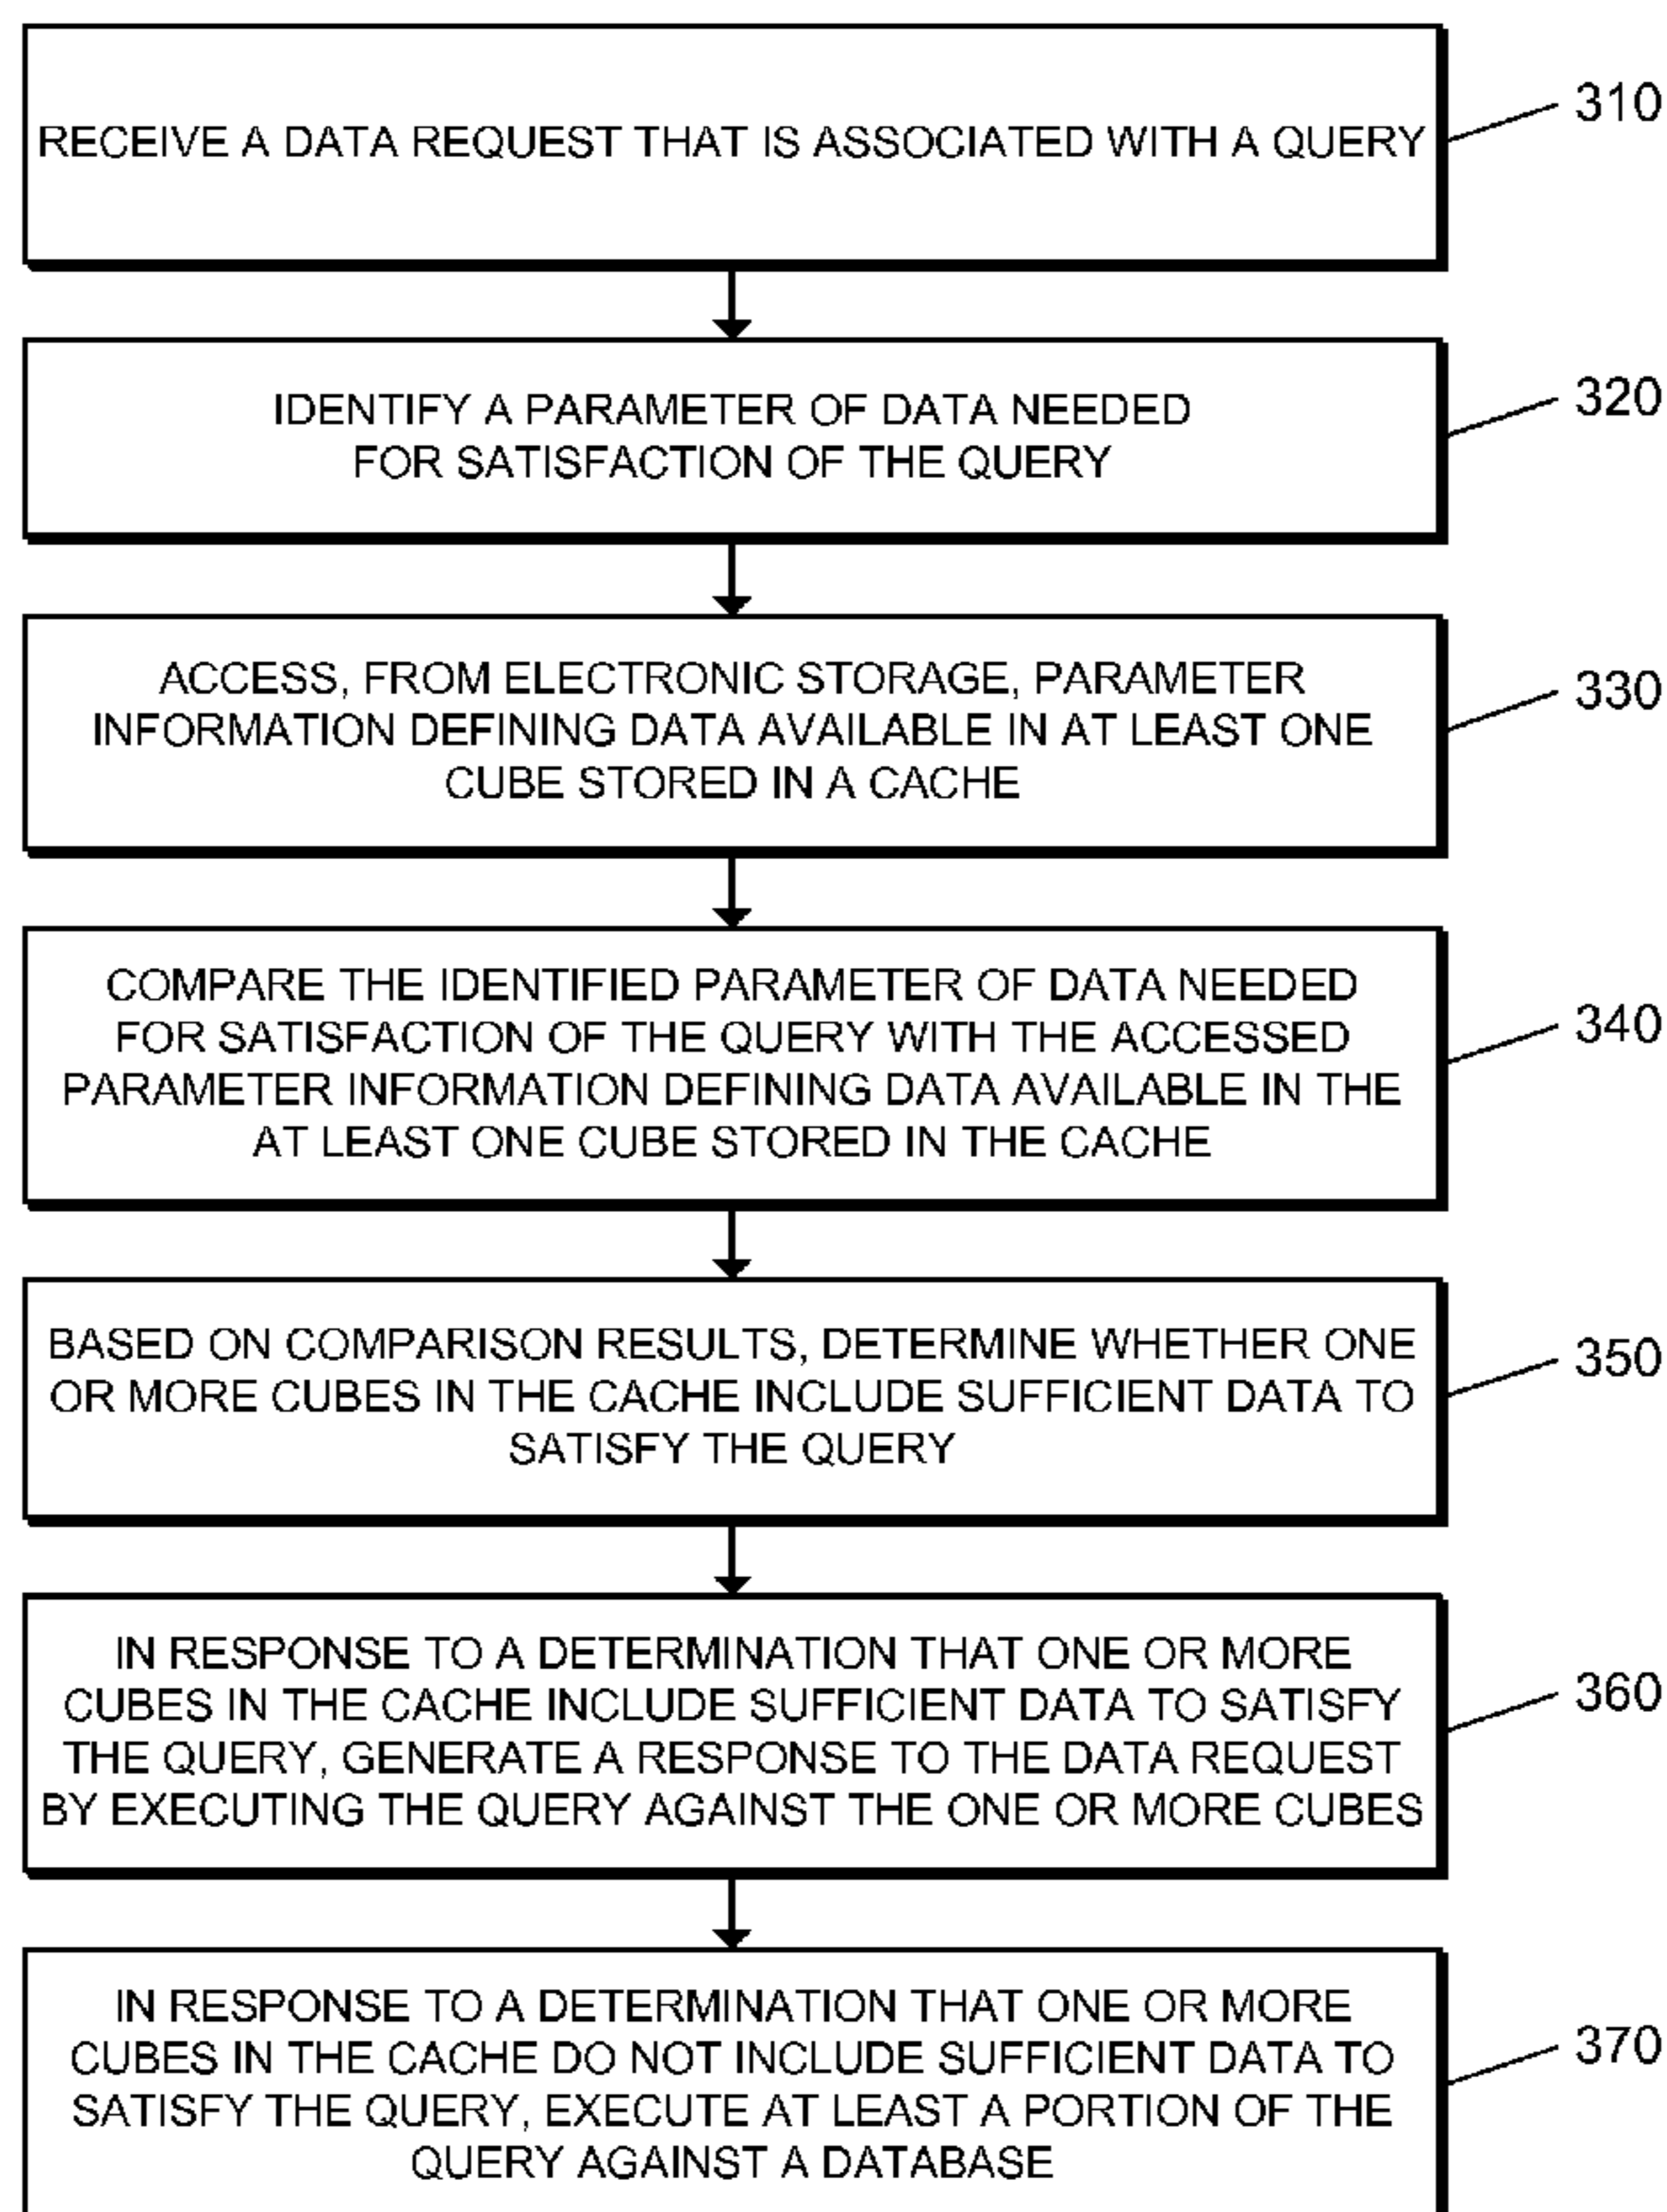 RECEIVE A DATA REQUEST THAT IS ASSOCIATED WITH A QUERY
310
IDENTIFY A PARAMETER OF DATA NEEDED
FOR SATISFACTION OF THE QUERY
320
ACCESS, FROM ELECTRONIC STORAGE, PARAMETER
INFORMATION DEFINING DATA AVAILABLE IN AT LEAST ONE
CUBE STORED IN A CACHE
330
COMPARE THE IDENTIFIED PARAMETER OF DATA NEEDED
FOR SATISFACTION OF THE QUERY WITH THE ACCESSED
PARAMETER INFORMATION DEFINING DATA AVAILABLE IN THE
AT LEAST ONE CUBE STORED IN THE CACHE
340
BASED ON COMPARISON RESULTS, DETERMINE WHETHER ONE
OR MORE CUBES IN THE CACHE INCLUDE SUFFICIENT DATA TO
SATISFY THE QUERY
350
IN RESPONSE TO A DETERMINATION THAT ONE OR MORE
CUBES IN THE CACHE INCLUDE SUFFICIENT DATA TO SATISFY
THE QUERY, GENERATE A RESPONSE TO THE DATA REQUEST
BY EXECUTING THE QUERY AGAINST THE ONE OR MORE CUBES
360
IN RESPONSE TO A DETERMINATION THAT ONE OR MORE
CUBES IN THE CACHE DO NOT INCLUDE SUFFICIENT DATA TO
SATISFY THE QUERY, EXECUTE AT LEAST A PORTION OF THE
QUERY AGAINST A DATABASE
370